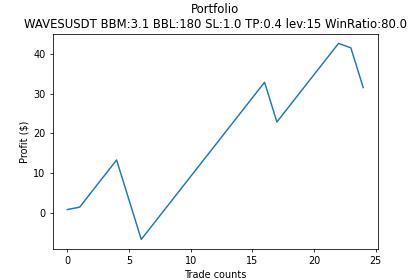 Portfolio
WAVESUSDT BBM:3.1 BBL:180 SL:1.0 TP:0.4 lev:15 WinRatio:80.0
40
30
20
10
0
Profit ($)
0 5 10 15 20 25
Trade counts